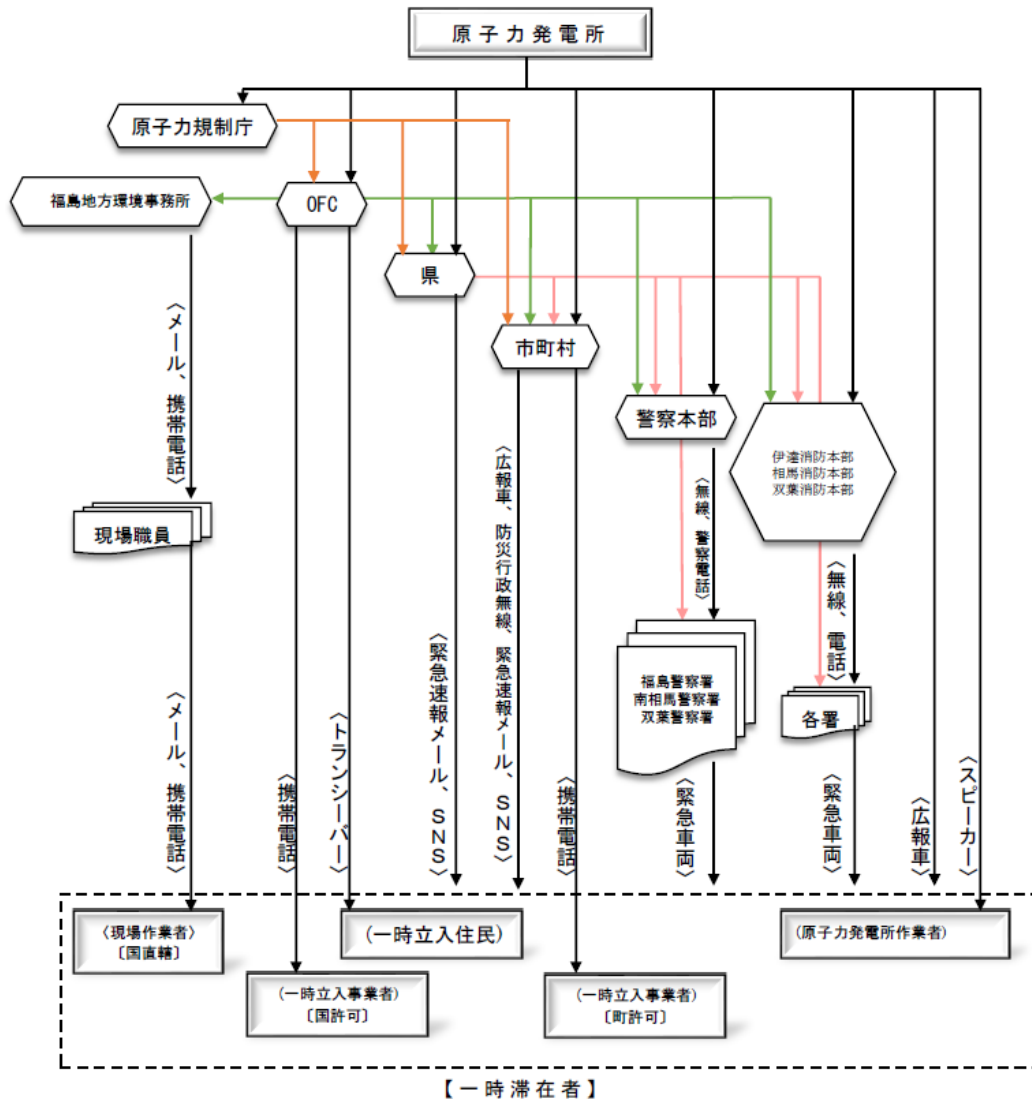 原子力発電所
原子力規制庁
福島地方環境事務所
OFC
県
市町村
警察本部
伊達消防本部
相馬消防本部
双葉消防本部
〈メール、携帯電話〉
現場職員
〈広報車、防災行政無線、緊急速報メール、SNS〉
〈無線、警察電話〉
〈無線、電話〉
福島警察署
南相馬警察署
双葉警察署
各署
〈メール、携帯電話〉
〈携帯電話〉
〈トランシーバー〉
〈緊急速報メール、SNS〉
〈携帯電話〉
〈緊急車両〉
〈緊急車両〉
〈広報車〉
〈スピーカー〉
〈現場作業者〉
〔国直轄〕
(一時立入住民)
(原子力発電所作業者)
(一時立入事業者)
〔国許可〕
(一時立入事業者)
〔町許可〕
【一時滞在者】